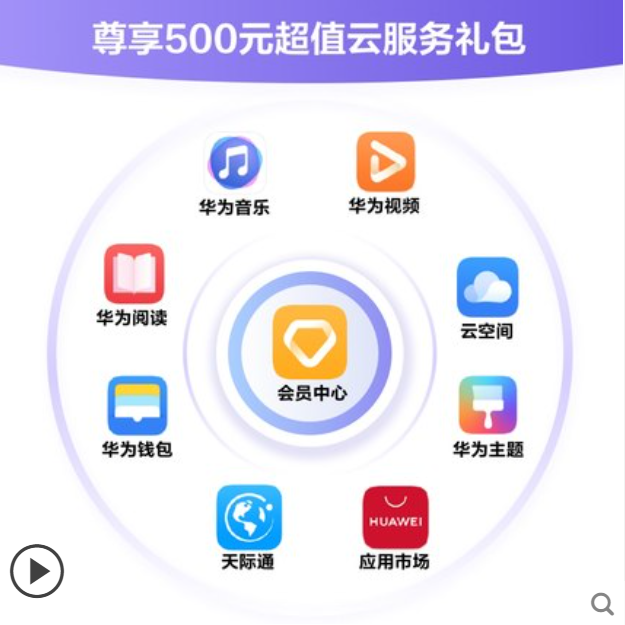 尊享500元超值云服务礼包
华为音乐
华为视频
华为阅读
云空间
会员中心
华为钱包
华为主题
HUAWEI
天际通
应用市场